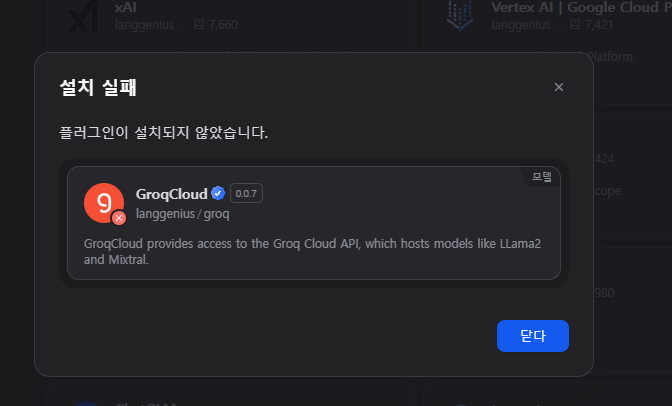 xAI
langgenius · 7,660
Vertex AI | Google Cloud P
langgenius · 7,421
Platform.
설치 실패
플러그인이 설치되지 않았습니다.
모델
GroqCloud 0.0.7
langgenius / groq
GroqCloud provides access to the Groq Cloud API, which hosts models like LLama2
and Mixtral.
424
scope
980
닫다